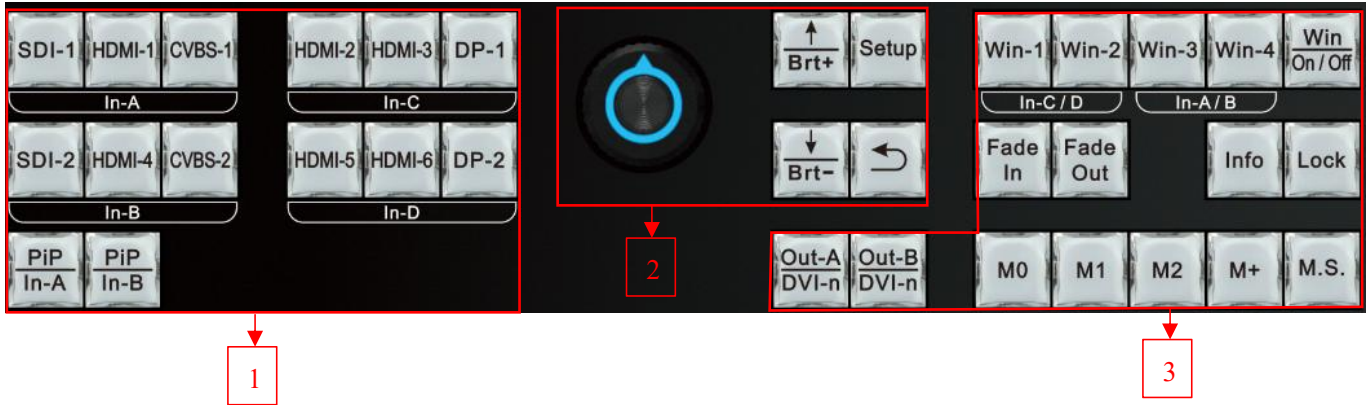 SDI-1 HDMI-1 CVBS-1 HDMI-2 HDMI-3 DP-1 ↑ Setup Win-1 Win-2 Win-3 Win-4 Win
Brt+ On / Off
In-A In-C In-C / D In-A / B
SDI-2 HDMI-4 CVBS-2 HDMI-5 HDMI-6 DP-2 ↓ Fade Fade Info Lock
Brt− In Out
In-B In-D
PiP PiP 2 Out-A Out-B M0 M1 M2 M+ M.S.
In-A In-B DVI-n DVI-n
1 3